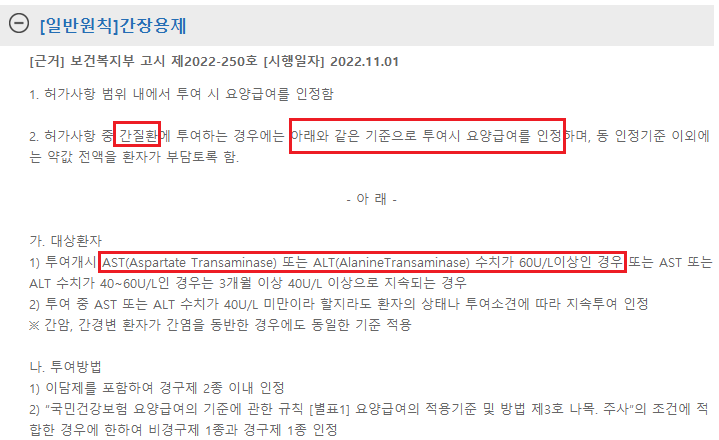 [일반원칙]간장용제
[근거] 보건복지부 고시 제2022-250호 [시행일자] 2022.11.01
1. 허가사항 범위 내에서 투여 시 요양급여를 인정함
2. 허가사항 중 간질환에 투여하는 경우에는 아래와 같은 기준으로 투여시 요양급여를 인정하며, 동 인정기준 이외에
는 약값 전액을 환자가 부담토록 함.
- 아 래 -
가. 대상환자
1) 투여개시 AST(Aspartate Transaminase) 또는 ALT(AlanineTransaminase) 수치가 60U/L이상인 경우 또는 AST 또는
ALT 수치가 40~60U/L인 경우는 3개월 이상 40U/L 이상으로 지속되는 경우
2) 투여 중 AST 또는 ALT 수치가 40U/L 미만이라 할지라도 환자의 상태나 투여소견에 따라 지속투여 인정
※ 간암, 간경변 환자가 간염을 동반한 경우에도 동일한 기준 적용
나. 투여방법
1) 이담제를 포함하여 경구제 2종 이내 인정
2) “국민건강보험 요양급여의 기준에 관한 규칙 [별표1] 요양급여의 적용기준 및 방법 제3호 나목. 주사”의 조건에 적
합한 경우에 한하여 비경구제 1종과 경구제 1종 인정